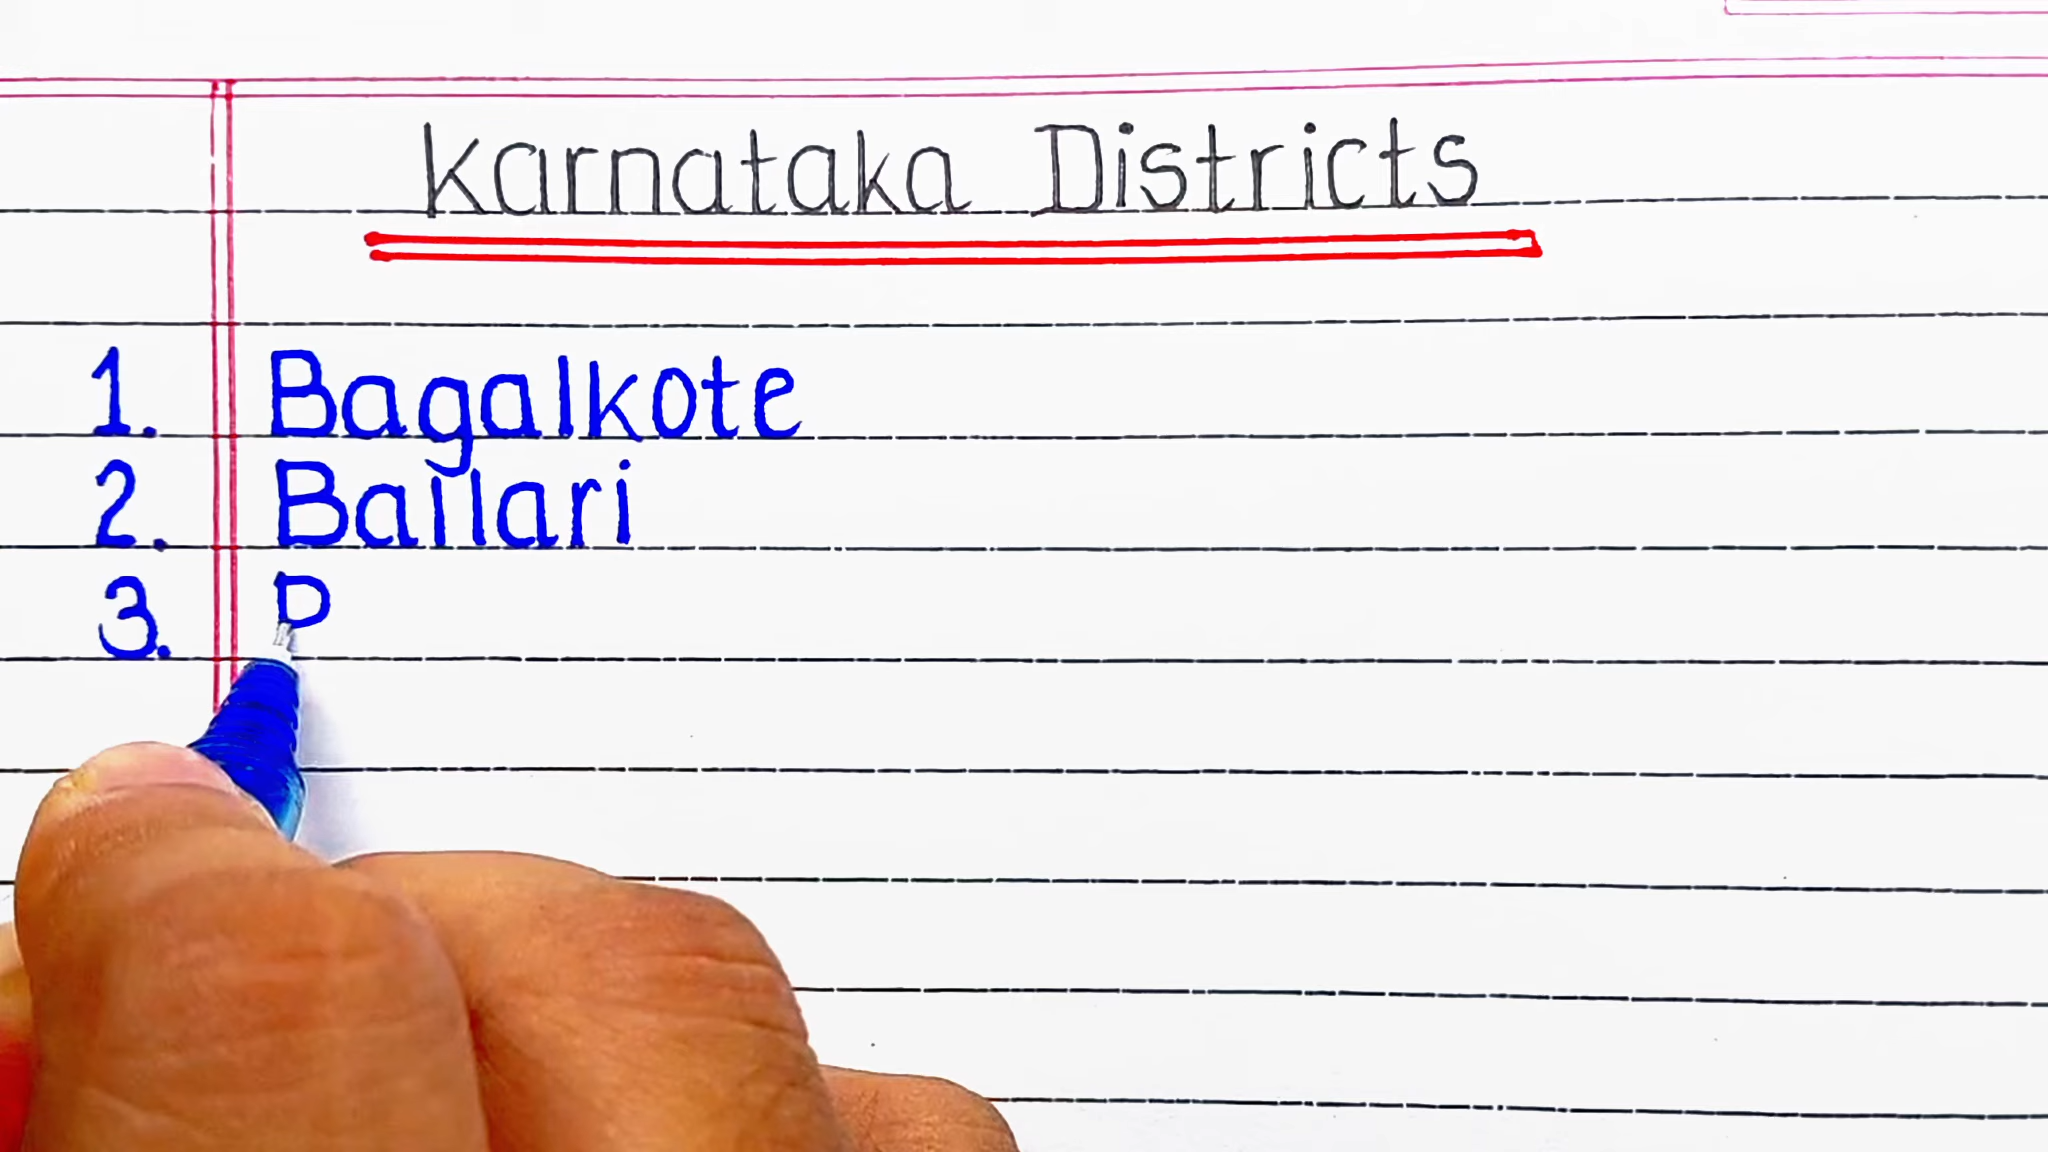 Karnataka Districts
1. Bagalkote
2. Ballari
3.